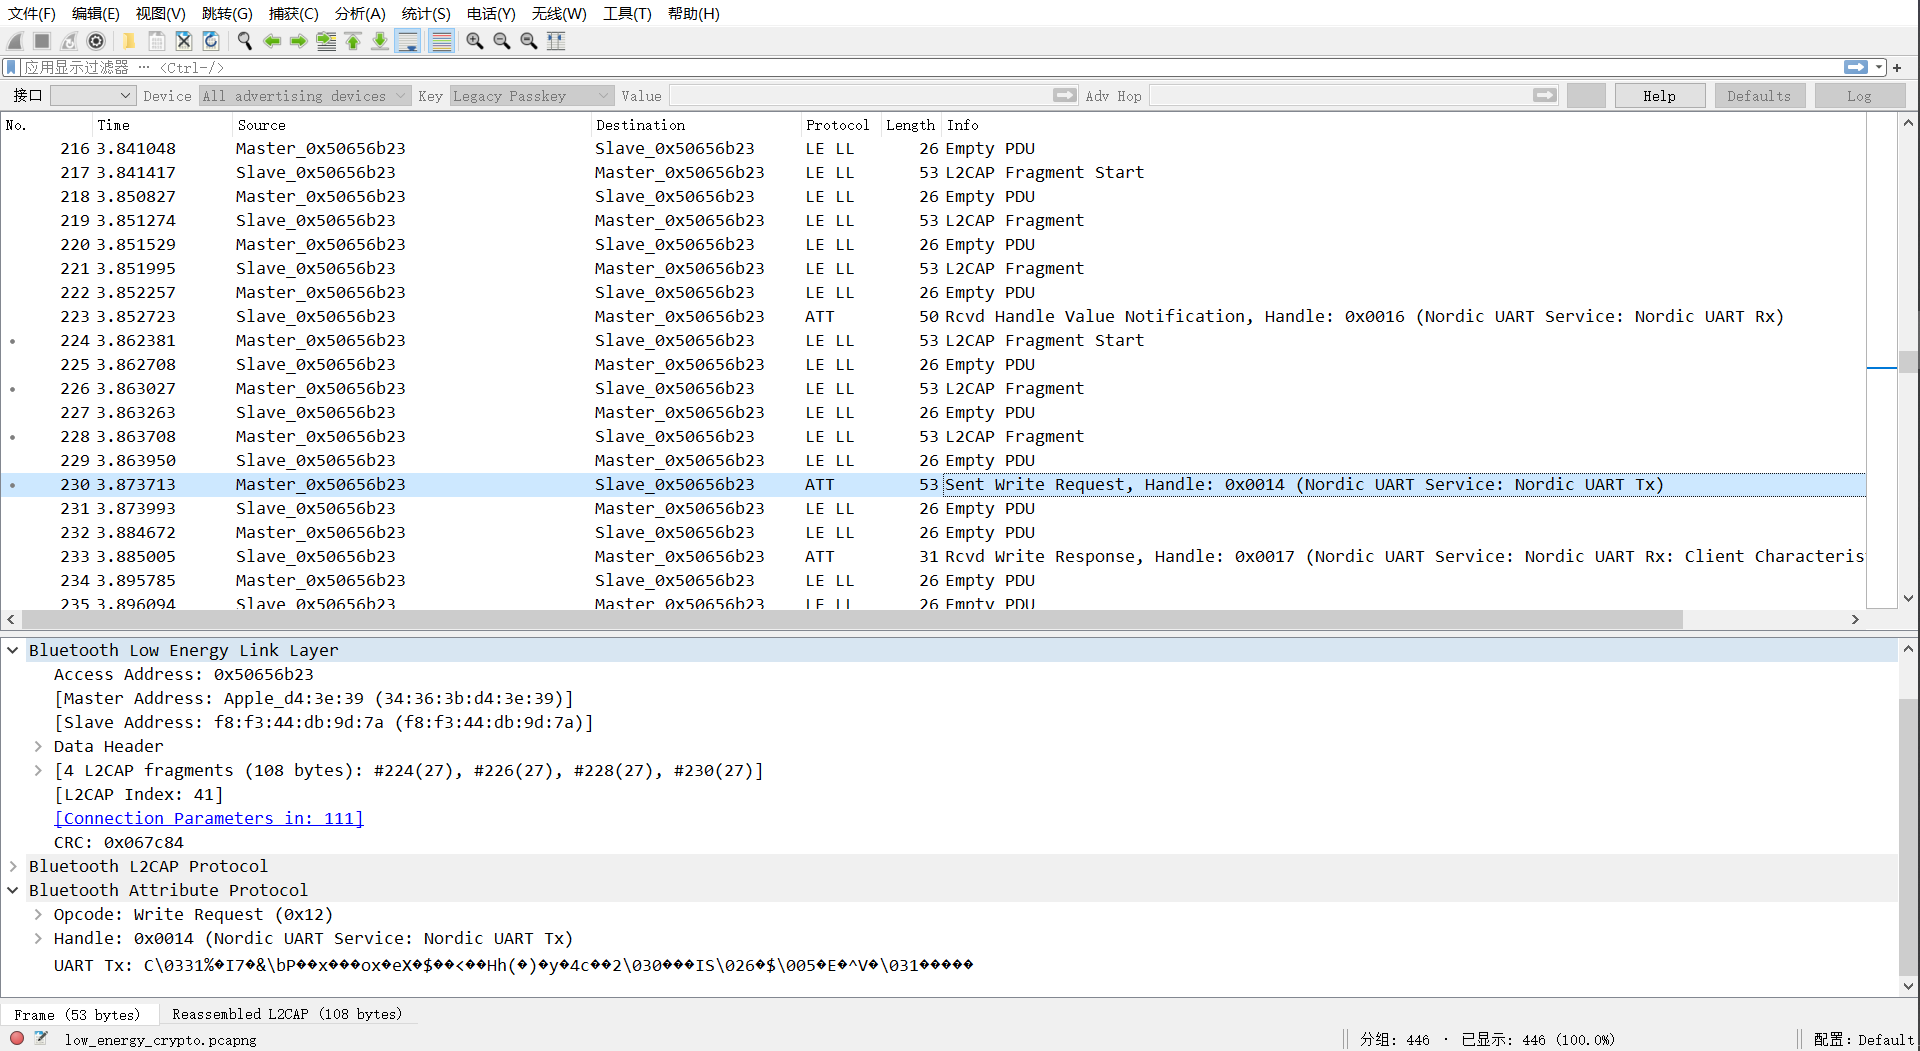 文件(F) 编辑(E) 视图(V) 跳转(G) 捕获(C) 分析(A) 统计(S) 电话(Y) 无线(W) 工具(T) 帮助(H)
应用显示过滤器 … <Ctrl-/>
接口 Device All advertising devices Key Legacy Passkey Value Adv Hop Help Defaults Log
No. Time Source Destination Protocol Length Info
216 3.841048 Master_0x50656b23 Slave_0x50656b23 LE LL 26 Empty PDU
217 3.841417 Slave_0x50656b23 Master_0x50656b23 LE LL 53 L2CAP Fragment Start
218 3.850827 Master_0x50656b23 Slave_0x50656b23 LE LL 26 Empty PDU
219 3.851274 Slave_0x50656b23 Master_0x50656b23 LE LL 53 L2CAP Fragment
220 3.851529 Master_0x50656b23 Slave_0x50656b23 LE LL 26 Empty PDU
221 3.851995 Slave_0x50656b23 Master_0x50656b23 LE LL 53 L2CAP Fragment
222 3.852257 Master_0x50656b23 Slave_0x50656b23 LE LL 26 Empty PDU
223 3.852723 Slave_0x50656b23 Master_0x50656b23 ATT 50 Rcvd Handle Value Notification, Handle: 0x0016 (Nordic UART Service: Nordic UART Rx)
224 3.862381 Master_0x50656b23 Slave_0x50656b23 LE LL 53 L2CAP Fragment Start
225 3.862708 Slave_0x50656b23 Master_0x50656b23 LE LL 26 Empty PDU
226 3.863027 Master_0x50656b23 Slave_0x50656b23 LE LL 53 L2CAP Fragment
227 3.863263 Slave_0x50656b23 Master_0x50656b23 LE LL 26 Empty PDU
228 3.863708 Master_0x50656b23 Slave_0x50656b23 LE LL 53 L2CAP Fragment
229 3.863950 Slave_0x50656b23 Master_0x50656b23 LE LL 26 Empty PDU
230 3.873713 Master_0x50656b23 Slave_0x50656b23 ATT 53 Sent Write Request, Handle: 0x0014 (Nordic UART Service: Nordic UART Tx)
231 3.873993 Slave_0x50656b23 Master_0x50656b23 LE LL 26 Empty PDU
232 3.884672 Master_0x50656b23 Slave_0x50656b23 LE LL 26 Empty PDU
233 3.885005 Slave_0x50656b23 Master_0x50656b23 ATT 31 Rcvd Write Response, Handle: 0x0017 (Nordic UART Service: Nordic UART Rx: Client Characteris
234 3.895785 Master_0x50656b23 Slave_0x50656b23 LE LL 26 Empty PDU
235 3.896094 Slave_0x50656b23 Master_0x50656b23 LE LL 26 Empty PDU
Bluetooth Low Energy Link Layer
Access Address: 0x50656b23
[Master Address: Apple_d4:3e:39 (34:36:3b:d4:3e:39)]
[Slave Address: f8:f3:44:db:9d:7a (f8:f3:44:db:9d:7a)]
Data Header
[4 L2CAP fragments (108 bytes): #224(27), #226(27), #228(27), #230(27)]
[L2CAP Index: 41]
[Connection Parameters in: 111]
CRC: 0x067c84
Bluetooth L2CAP Protocol
Bluetooth Attribute Protocol
Opcode: Write Request (0x12)
Handle: 0x0014 (Nordic UART Service: Nordic UART Tx)
UART Tx: C\0331%�I7�&\bP��x���ox�eX�$��<��Hh(�)�y�4c��2\030���IS\026�$\005�E�^V�\031�����
Frame (53 bytes) Reassembled L2CAP (108 bytes)
low_energy_crypto.pcapng 分组: 446 · 已显示: 446 (100.0%) 配置: Default